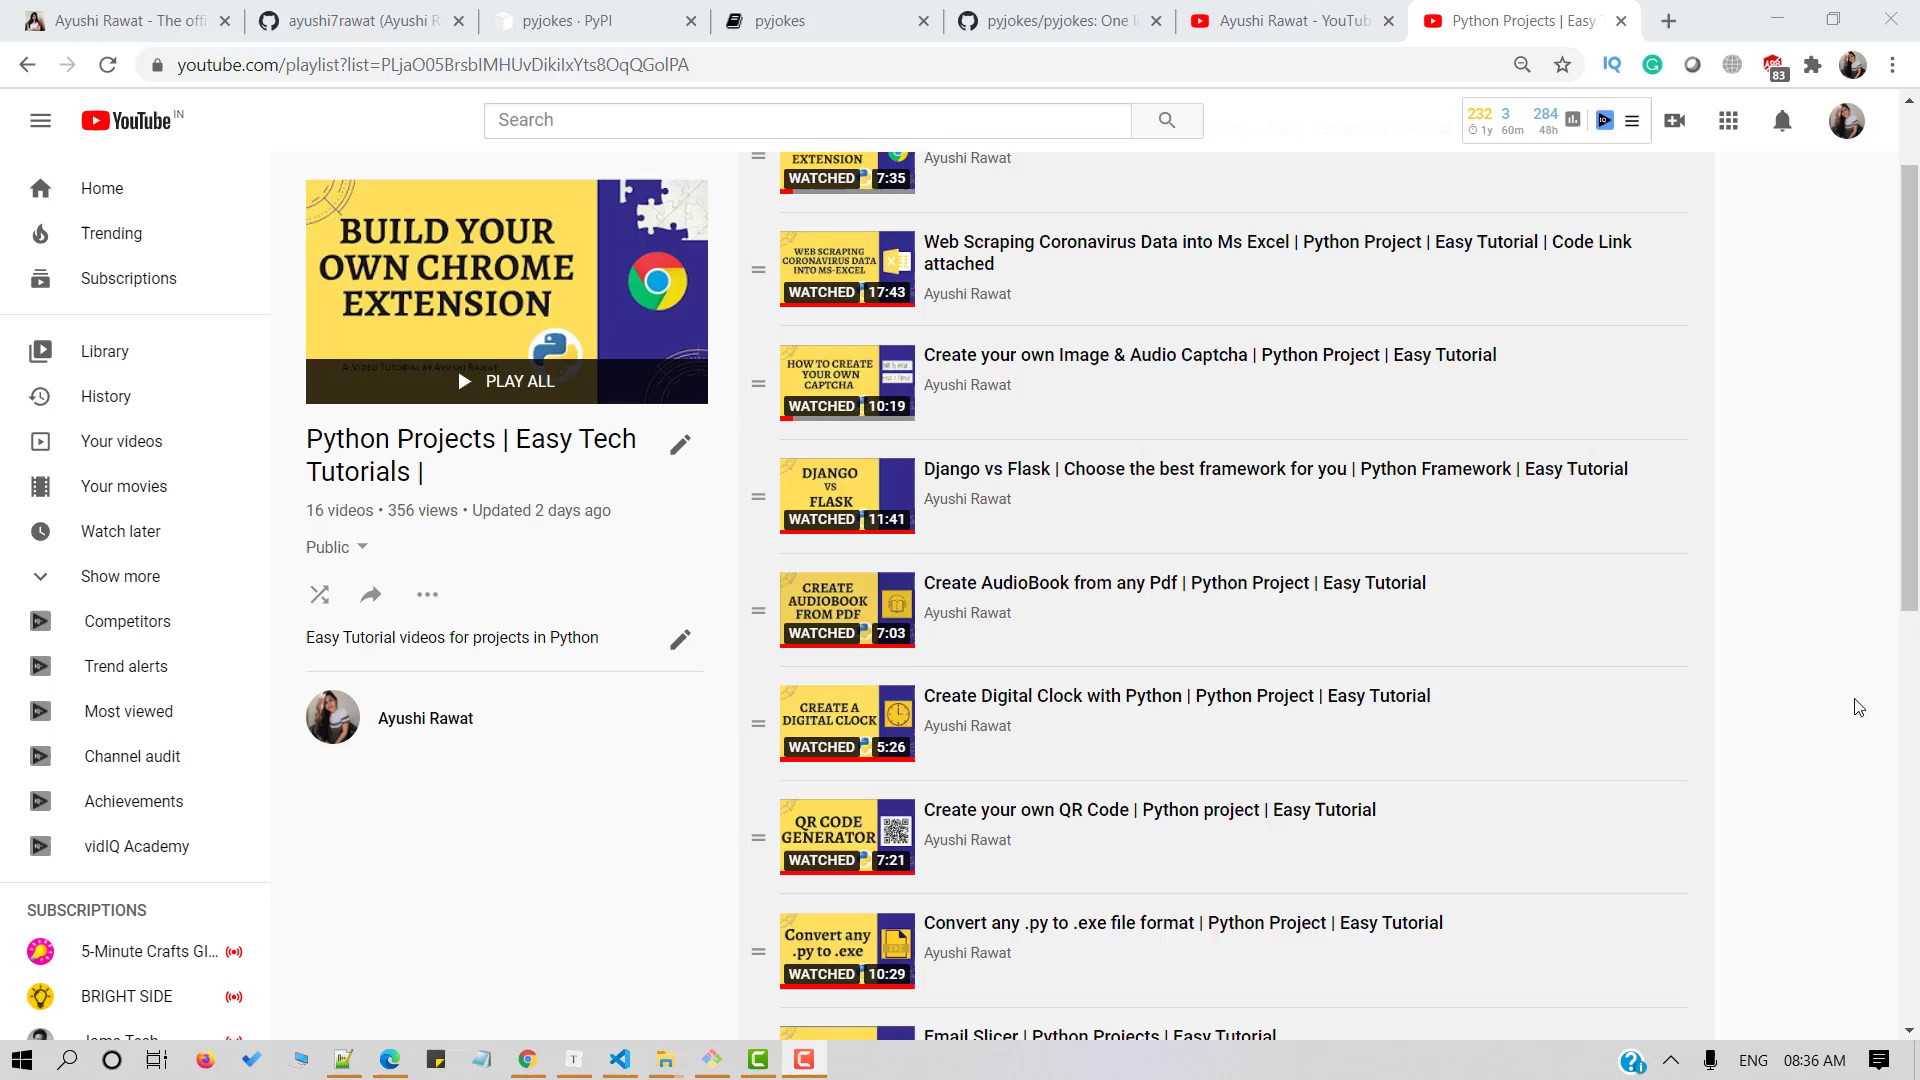 Ayushi Rawat - The offi
ayushi7rawat (Ayushi R
pyjokes · PyPI
pyjokes
pyjokes/pyjokes: One li
Ayushi Rawat - YouTub
Python Projects | Easy T
youtube.com/playlist?list=PLjaO05BrsbIMHUvDikiIxYts8OqQGolPA
IQ
83
YouTube IN
Search
232 3 284
1y 60m 48h
Home
Trending
Subscriptions
Library
History
Your videos
Your movies
Watch later
Show more
Competitors
Trend alerts
Most viewed
Channel audit
Achievements
vidIQ Academy
SUBSCRIPTIONS
5-Minute Crafts Gl...
BRIGHT SIDE
BUILD YOUR
OWN CHROME
EXTENSION
A VIDEO TUTORIAL BY AYUSHI RAWAT
PLAY ALL
Python Projects | Easy Tech
Tutorials |
16 videos • 356 views • Updated 2 days ago
Public
Easy Tutorial videos for projects in Python
Ayushi Rawat
EXTENSION
WATCHED 7:35
Ayushi Rawat
WEB SCRAPING
CORONAVIRUS DATA
INTO MS-EXCEL
WATCHED 17:43
Web Scraping Coronavirus Data into Ms Excel | Python Project | Easy Tutorial | Code Link
attached
Ayushi Rawat
HOW TO CREATE
YOUR OWN
CAPTCHA
WATCHED 10:19
Create your own Image & Audio Captcha | Python Project | Easy Tutorial
Ayushi Rawat
DJANGO
VS
FLASK
WATCHED 11:41
Django vs Flask | Choose the best framework for you | Python Framework | Easy Tutorial
Ayushi Rawat
CREATE
AUDIOBOOK
FROM PDF
WATCHED 7:03
Create AudioBook from any Pdf | Python Project | Easy Tutorial
Ayushi Rawat
CREATE A
DIGITAL CLOCK
WATCHED 5:26
Create Digital Clock with Python | Python Project | Easy Tutorial
Ayushi Rawat
QR CODE
GENERATOR
WATCHED 7:21
Create your own QR Code | Python project | Easy Tutorial
Ayushi Rawat
Convert any
.py to .exe
WATCHED 10:29
Convert any .py to .exe file format | Python Project | Easy Tutorial
Ayushi Rawat
Email Slicer | Python Projects | Easy Tutorial
ENG 08:36 AM